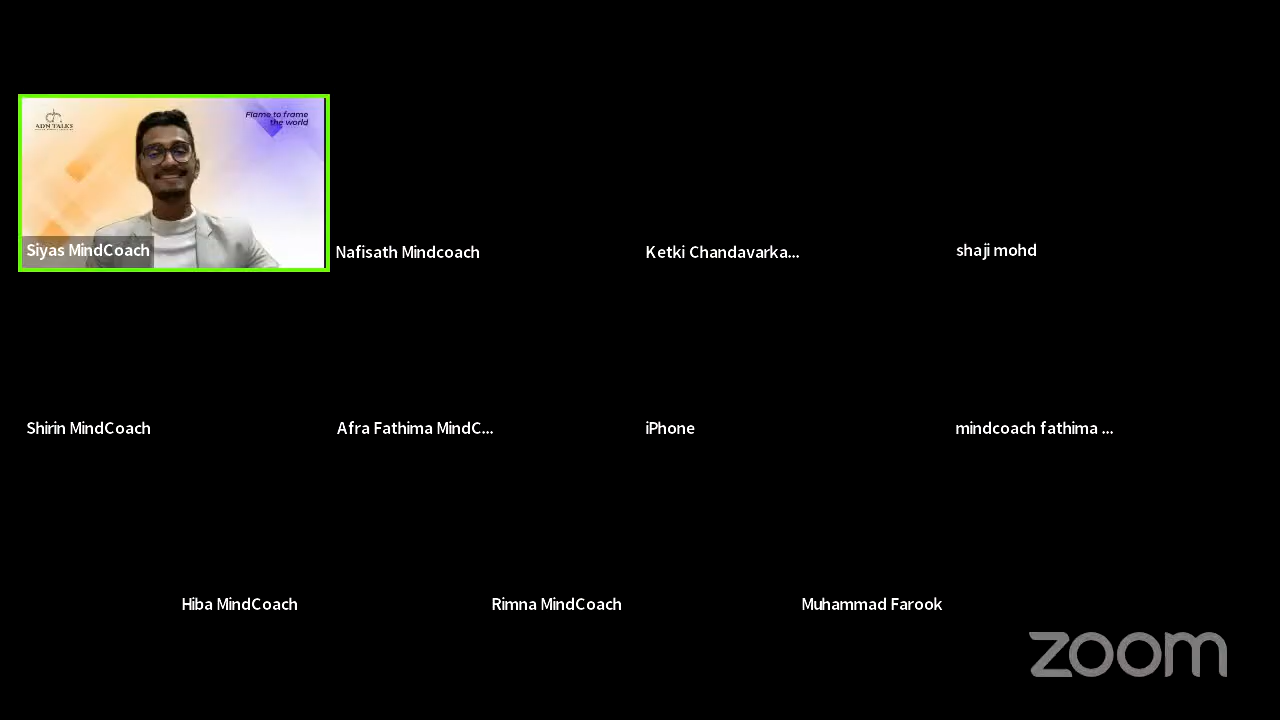 ADN TALKS
Flame to frame
the world
Siyas MindCoach
Nafisath Mindcoach
Ketki Chandavarka...
shaji mohd
Shirin MindCoach
Afra Fathima MindC...
iPhone
mindcoach fathima ...
Hiba MindCoach
Rimna MindCoach
Muhammad Farook
zoom